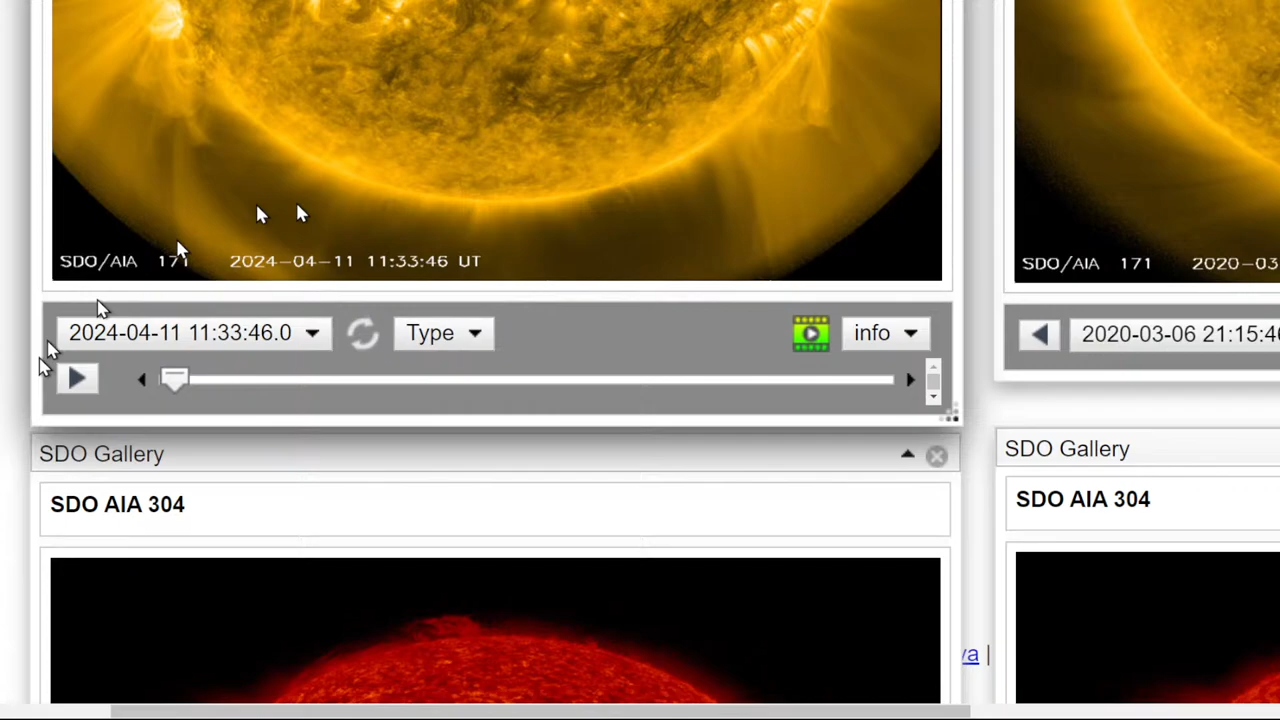 SDO/AIA 171 2024-04-11 11:33:46 UT
2024-04-11 11:33:46.0
Type
info
SDO Gallery
SDO AIA 304
SDO/AIA 171 2020-03
2020-03-06 21:15:46
SDO Gallery
SDO AIA 304
va |